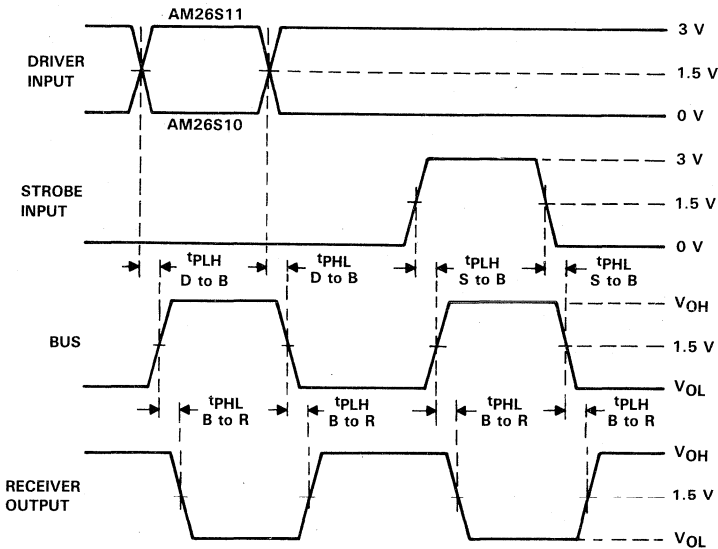 AM26S11
3 V
DRIVER
INPUT
1.5 V
0 V
AM26S10
3 V
STROBE
INPUT
1.5 V
0 V
tPLH
D to B
tPHL
D to B
tPLH
S to B
tPHL
S to B
VOH
BUS
1.5 V
VOL
tPHL
B to R
tPLH
B to R
tPHL
B to R
tPLH
B to R
VOH
RECEIVER
OUTPUT
1.5 V
VOL